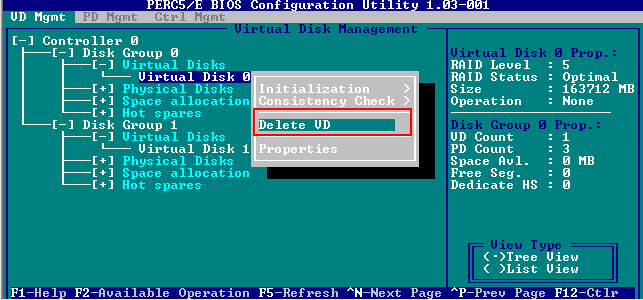 PERC5/E BIOS Configuration Utility 1.03-001
VD Mgmt PD Mgmt Ctrl Mgmt
Virtual Disk Management
[-] Controller 0
[-] Disk Group 0
[-] Virtual Disks
Virtual Disk 0
[+] Physical Disks
[+] Space allocation
[+] Hot spares
[-] Disk Group 1
[-] Virtual Disks
Virtual Disk 1
[+] Physical Disks
[+] Space allocation
[+] Hot spares
Initialization >
Consistency Check >
Delete VD
Properties
Virtual Disk 0 Prop.:
RAID Level : 5
RAID Status : Optimal
Size : 163712 MB
Operation : None
Disk Group 0 Prop.:
VD Count : 1
PD Count : 3
Space Avl. : 0 MB
Free Seg. : 0
Dedicate HS : 0
View Type
(·)Tree View
( )List View
F1-Help F2-Available Operation F5-Refresh ^N-Next Page ^P-Prev Page F12-Ctlr